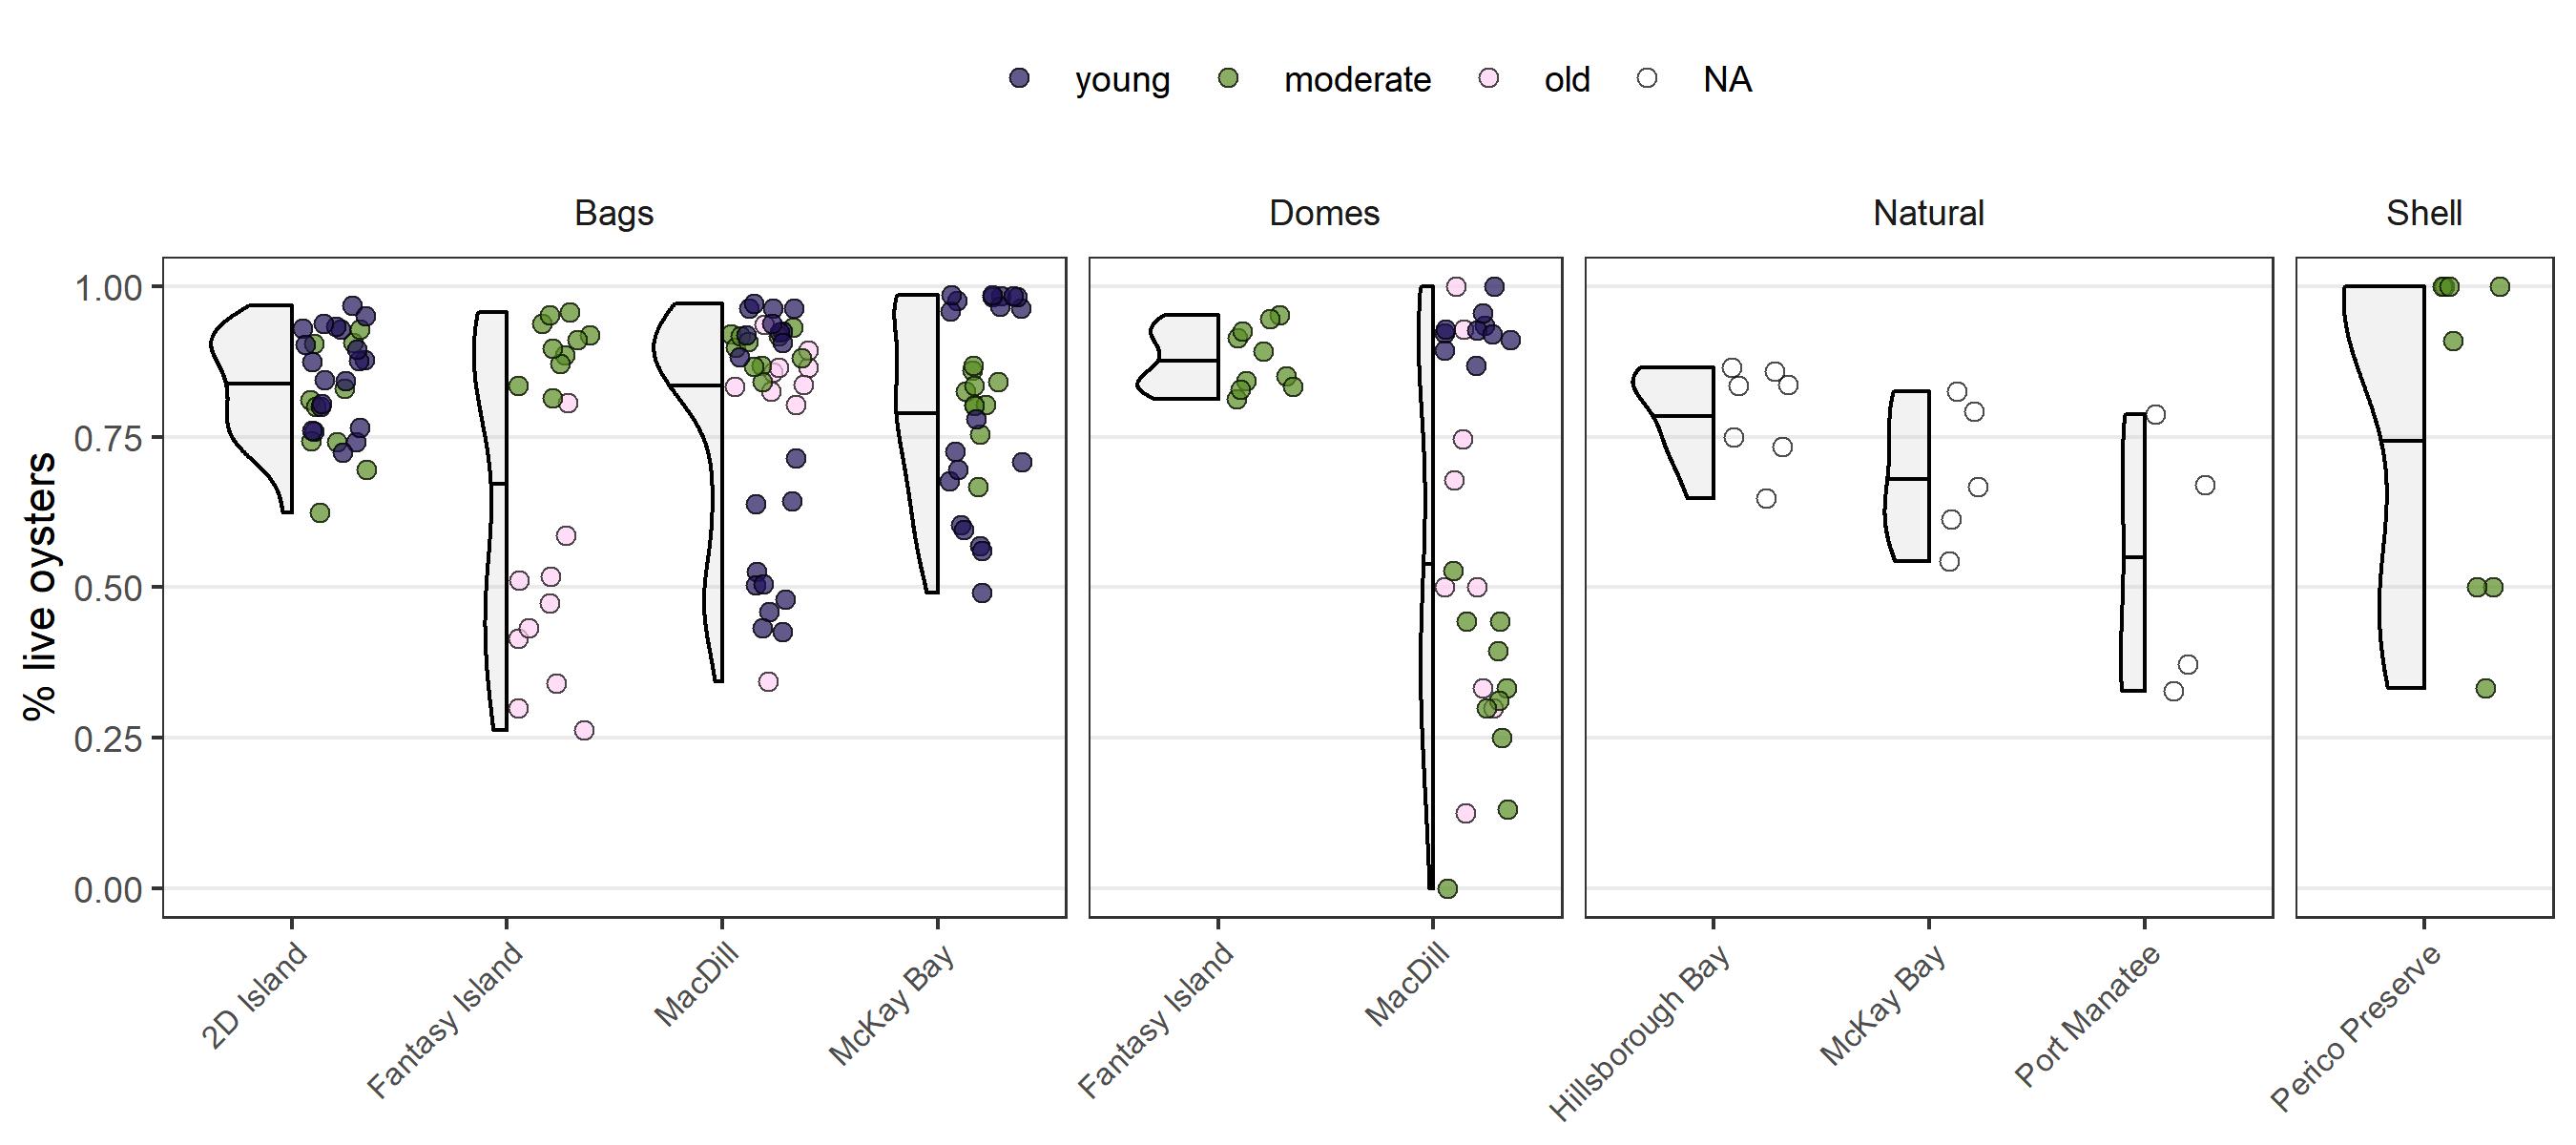 young moderate old NA
Bags Domes Natural Shell
% live oysters
1.00
0.75
0.50
0.25
0.00
2D Island Fantasy Island MacDill McKay Bay Fantasy Island MacDill Hillsborough Bay McKay Bay Port Manatee Perico Preserve